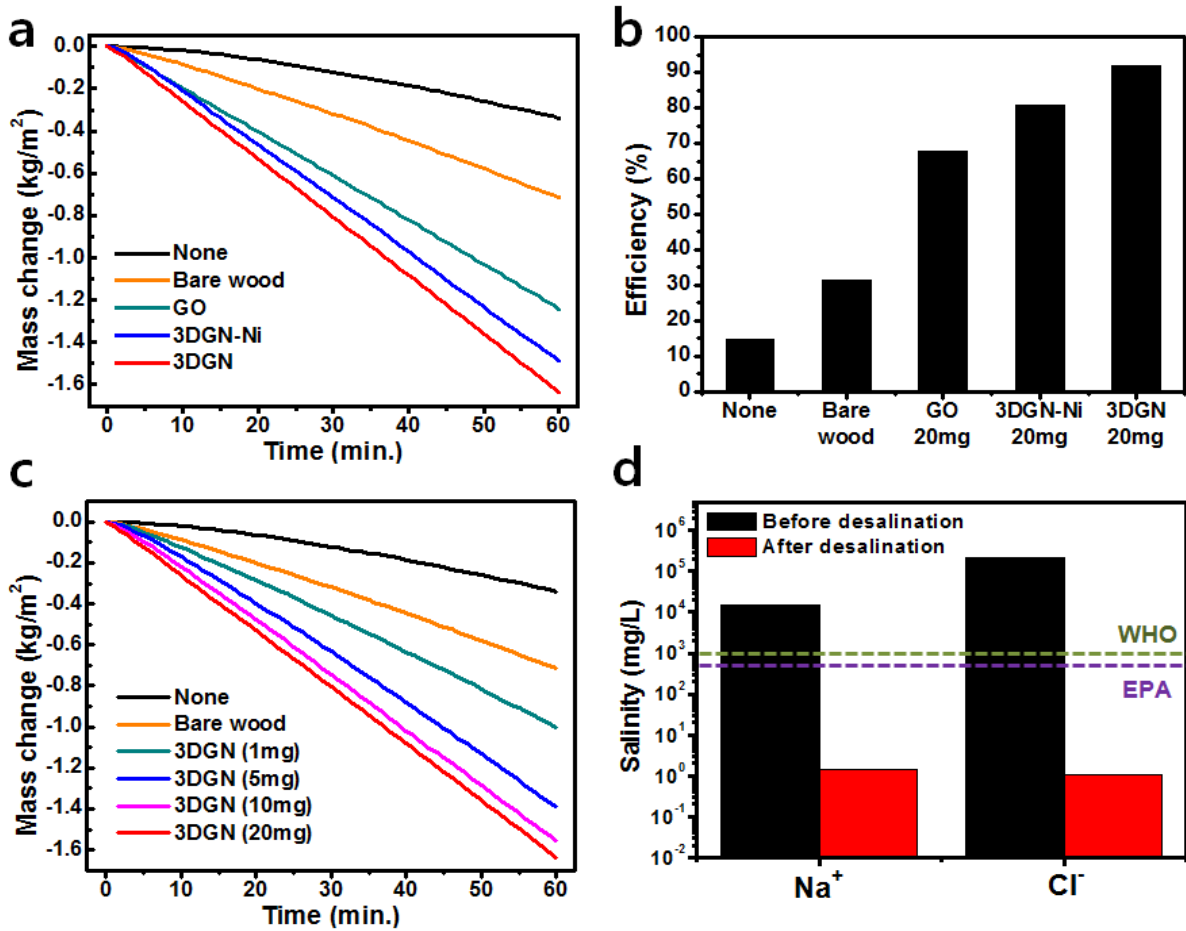 a
0.0
-0.2
-0.4
-0.6
-0.8
-1.0
-1.2
-1.4
-1.6
Mass change (kg/m²)
None
Bare wood
GO
3DGN-Ni
3DGN
0 10 20 30 40 50 60
Time (min.)
b
100
90
80
70
60
50
40
30
20
10
0
Efficiency (%)
None Bare GO 3DGN-Ni 3DGN
wood 20mg 20mg 20mg
c
0.0
-0.2
-0.4
-0.6
-0.8
-1.0
-1.2
-1.4
-1.6
Mass change (kg/m²)
None
Bare wood
3DGN (1mg)
3DGN (5mg)
3DGN (10mg)
3DGN (20mg)
0 10 20 30 40 50 60
Time (min.)
d
Before desalination
After desalination
10⁶
10⁵
10⁴
10³
10²
10¹
10⁰
10⁻¹
10⁻²
Salinity (mg/L)
WHO
EPA
Na⁺ Cl⁻